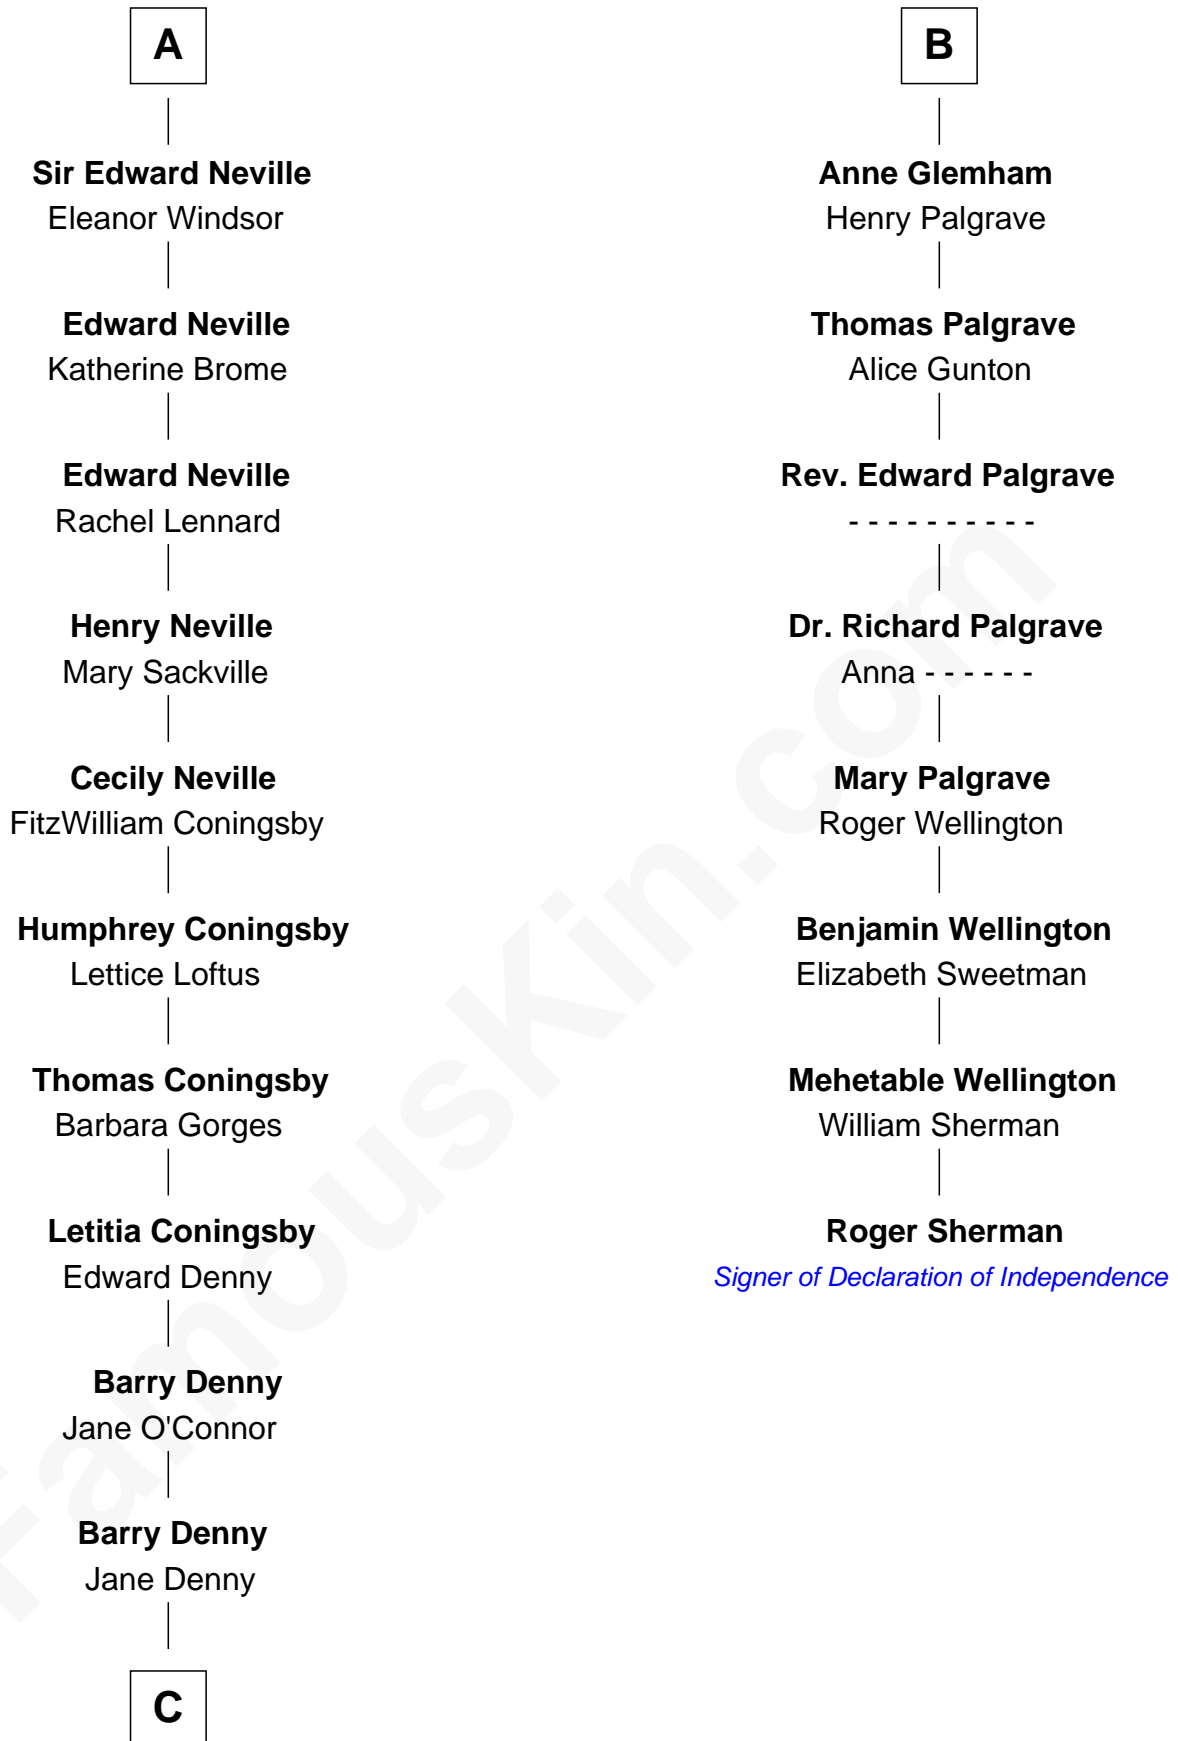 A
Sir Edward Neville
Eleanor Windsor
Edward Neville
Katherine Brome
Edward Neville
Rachel Lennard
Henry Neville
Mary Sackville
Cecily Neville
FitzWilliam Coningsby
Humphrey Coningsby
Lettice Loftus
Thomas Coningsby
Barbara Gorges
Letitia Coningsby
Edward Denny
Barry Denny
Jane O'Connor
Barry Denny
Jane Denny
C
B
Anne Glemham
Henry Palgrave
Thomas Palgrave
Alice Gunton
Rev. Edward Palgrave
- - - - - - - - - -
Dr. Richard Palgrave
Anna - - - - - -
Mary Palgrave
Roger Wellington
Benjamin Wellington
Elizabeth Sweetman
Mehetable Wellington
William Sherman
Roger Sherman
Signer of Declaration of Independence
FamousKin.com